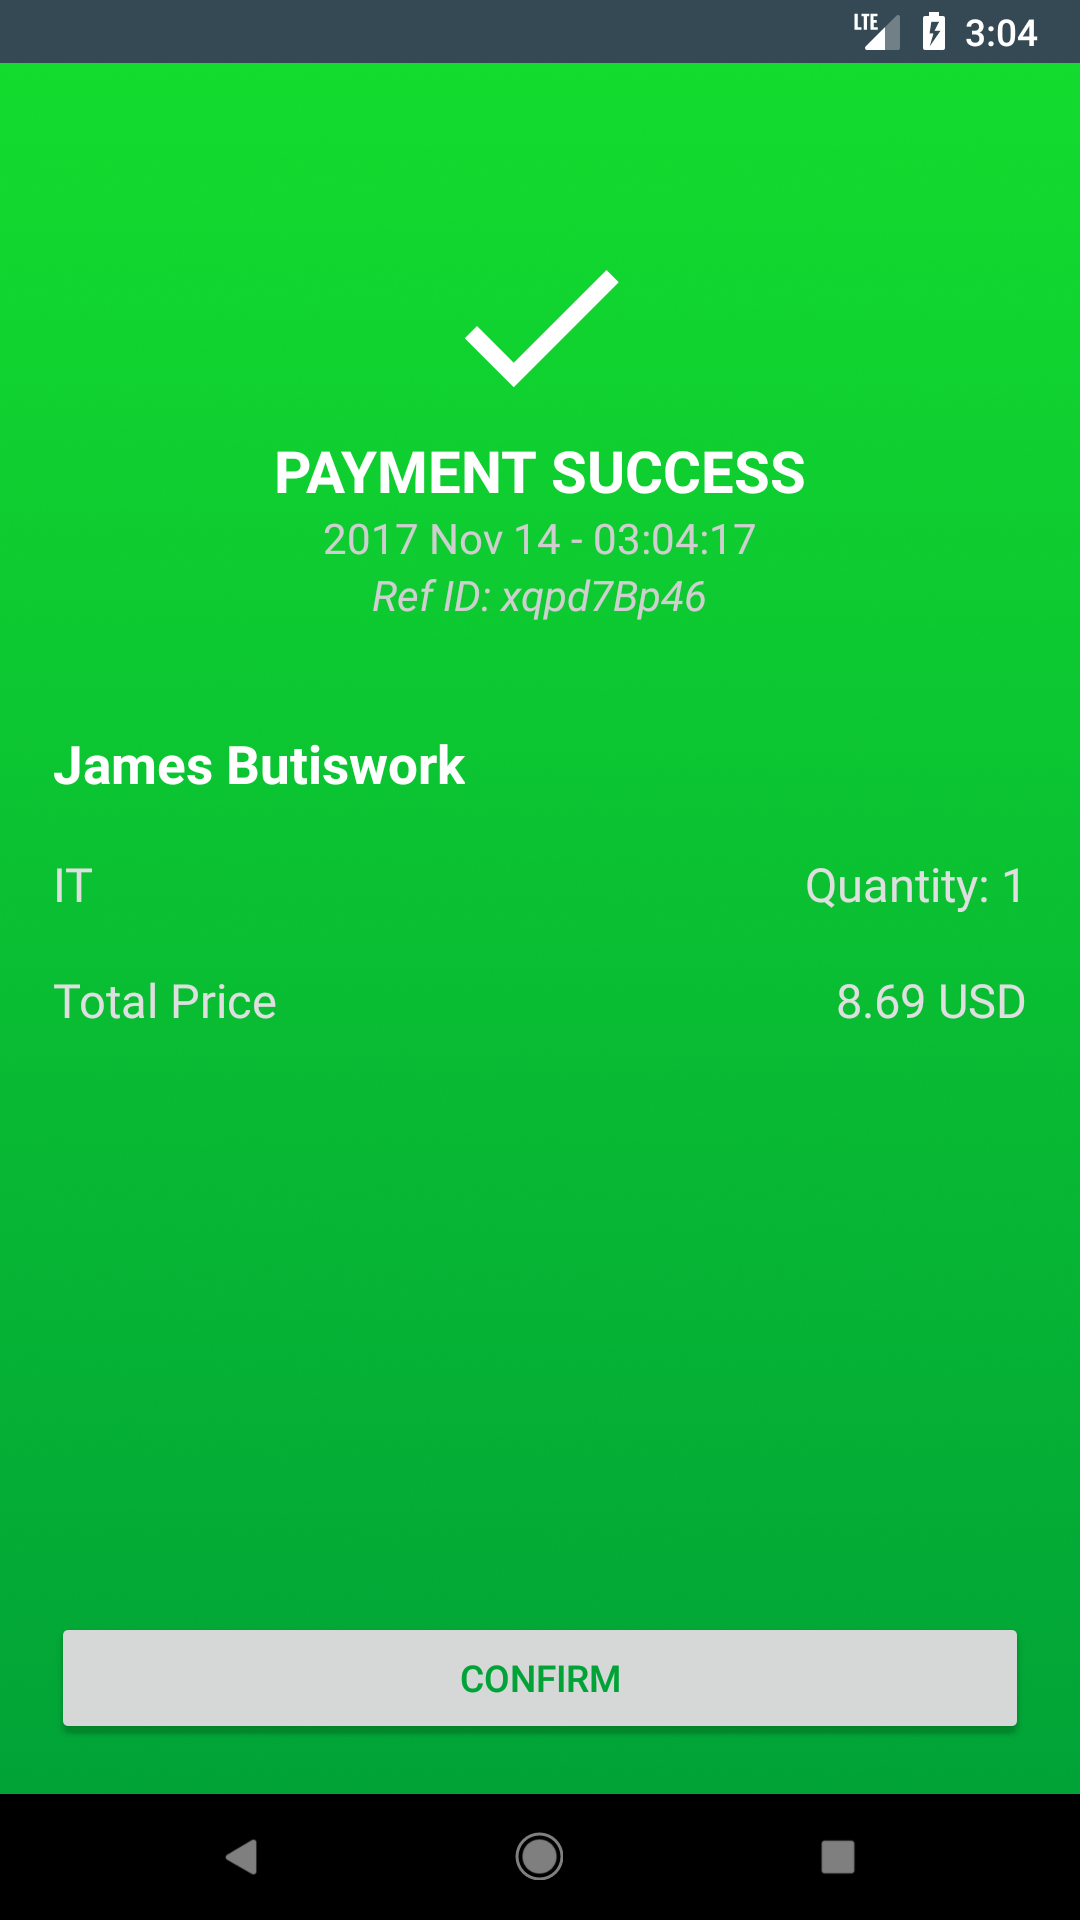 LTE 3:04
PAYMENT SUCCESS
2017 Nov 14 - 03:04:17
Ref ID: xqpd7Bp46
James Butiswork
IT Quantity: 1
Total Price 8.69 USD
CONFIRM